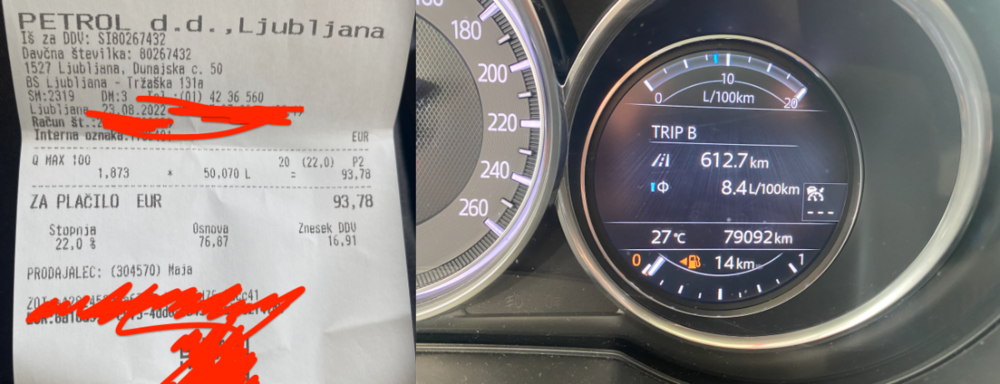 PETROL d.d.,Ljubljana
Iš za DDV: SI80267432
Davčna številka: 80267432
1527 Ljubljana, Dunajska c. 50
BS Ljubljana - Tržaška 131a
SM:2319 DM:3 Tel.:(01) 42 36 560
Ljubljana, 23.08.2022
Račun št.:
Interna oznaka:
EUR
Q MAX 100 20 (22.0) P2
1,873 * 50,070 L = 93,78
ZA PLAČILO EUR 93,78
Stopnja Osnova Znesek DDV
22,0 % 76,87 16,91
PRODAJALEC: (304570) Maja
180
200
220
240
260
160
180
0 10 20
L/100km
TRIP B
612.7 km
8.4 L/100km
---
27°C 79092 km
0 14 km 1